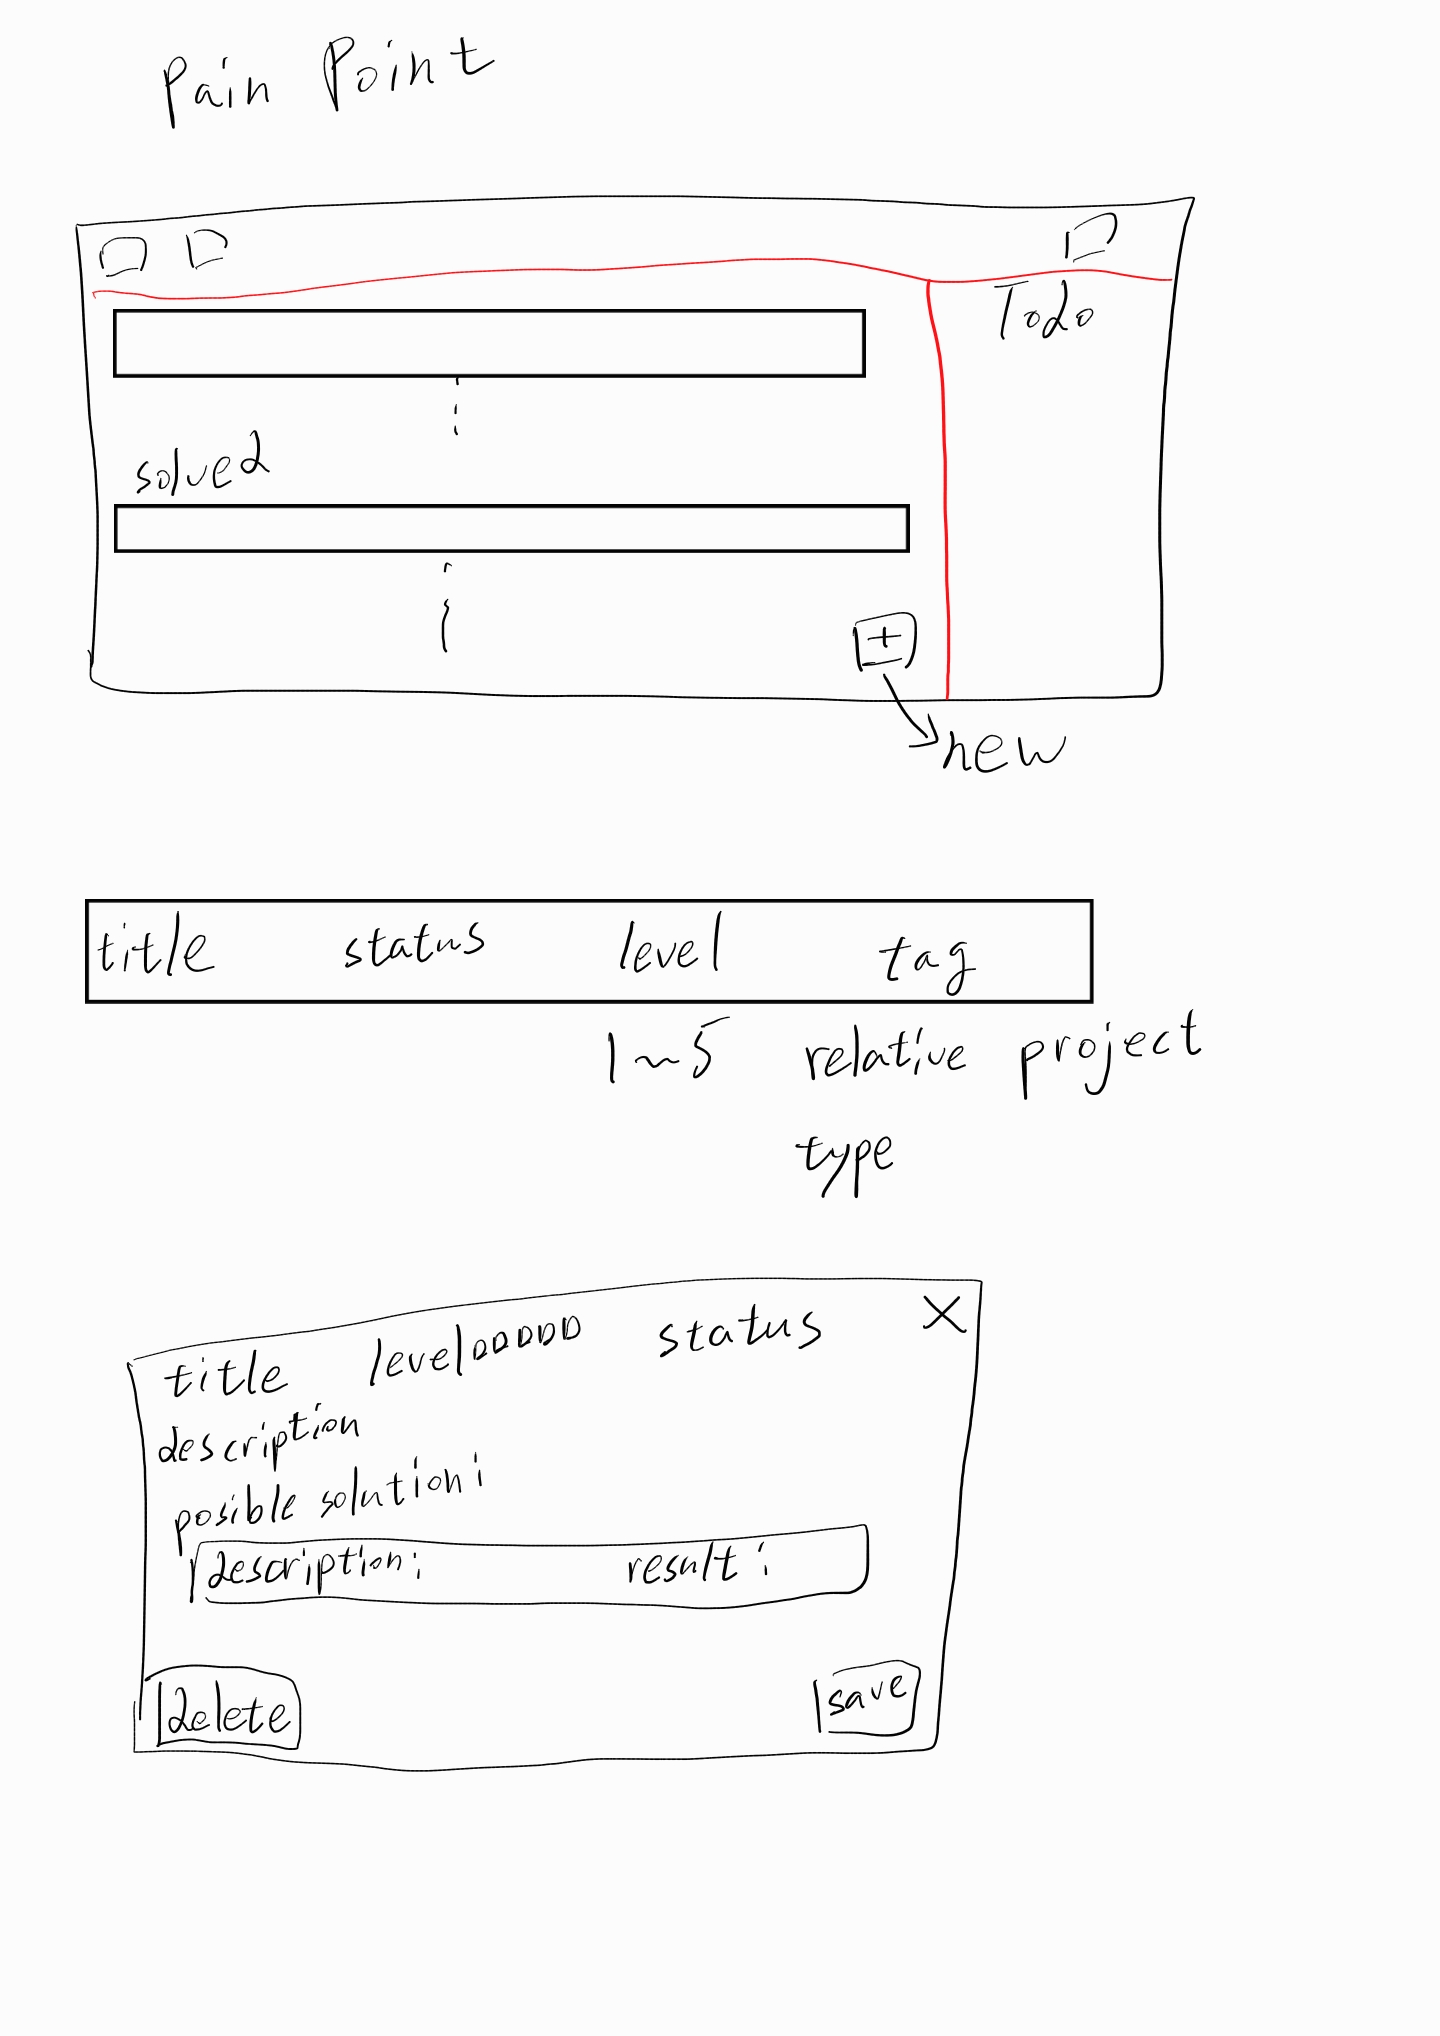 Pain Point
Todo
solved
+
new
title status level tag
1~5 relative project
type
title level status X
description
posible solution:
description: result:
Delete save